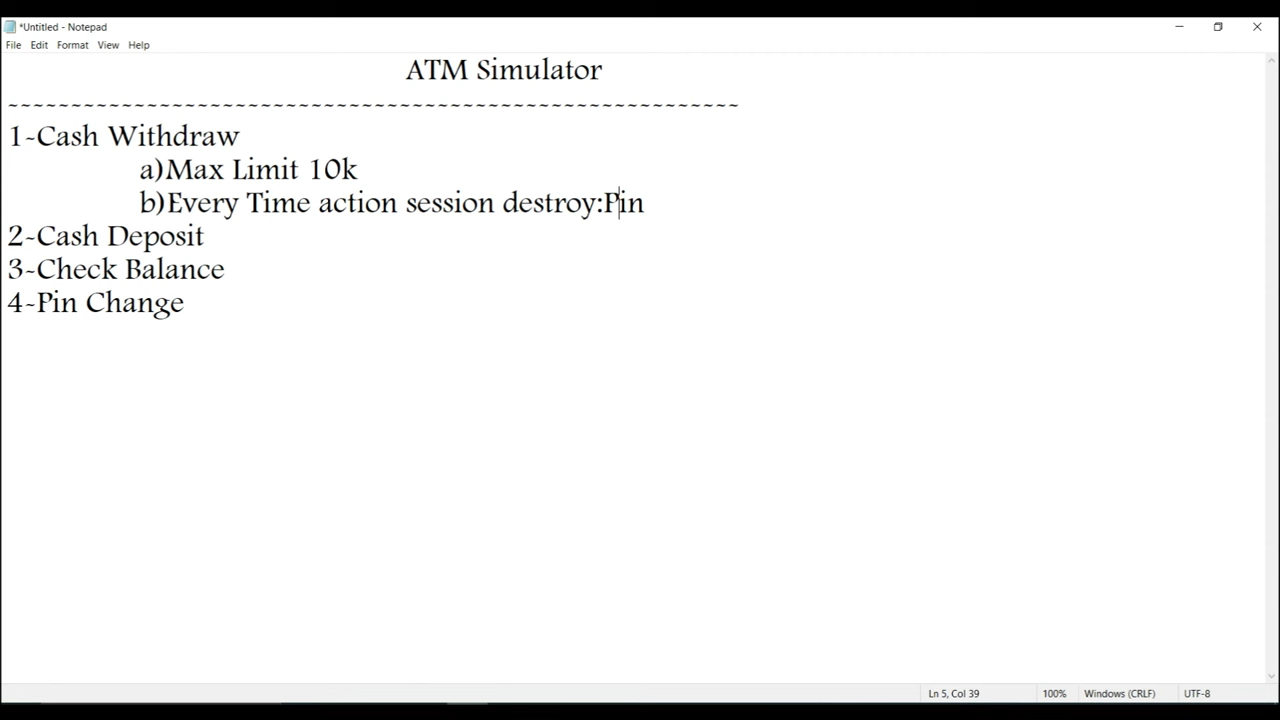 *Untitled - Notepad
File Edit Format View Help
ATM Simulator
~~~~~~~~~~~~~~~~~~~~~~~~~~~~~~~~~~~~~~~~~~~~~~~~~~~~~~~~~~
1-Cash Withdraw
a)Max Limit 10k
b)Every Time action session destroy:Pin
2-Cash Deposit
3-Check Balance
4-Pin Change
Ln 5, Col 39 100% Windows (CRLF) UTF-8